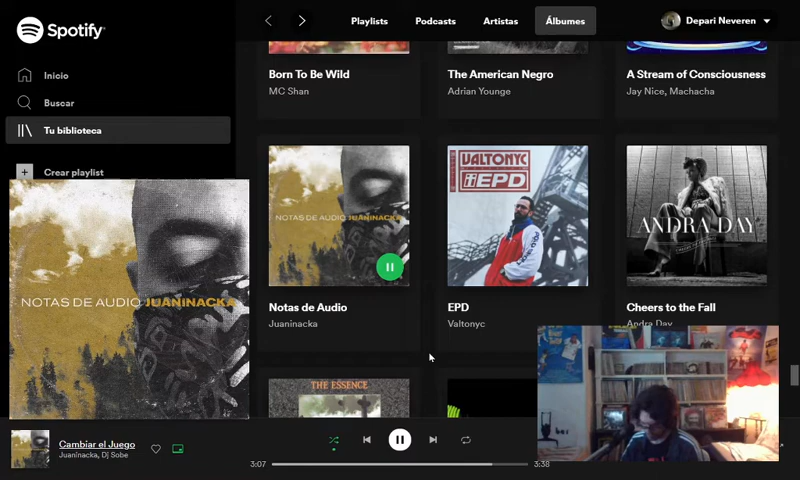 Spotify
Playlists
Podcasts
Artistas
Álbumes
Depari Neveren
Inicio
Buscar
Tu biblioteca
Crear playlist
Born To Be Wild
MC Shan
The American Negro
Adrian Younge
A Stream of Consciousness
Jay Nice, Machacha
NOTAS DE AUDIO JUANINACKA
VALTONYC
EPD
ANDRA DAY
NOTAS DE AUDIO JUANINACKA
Notas de Audio
Juaninacka
EPD
Valtonyc
Cheers to the Fall
Andra Day
THE ESSENCE
Cambiar el Juego
Juaninacka, Dj Sobe
3:07
3:38